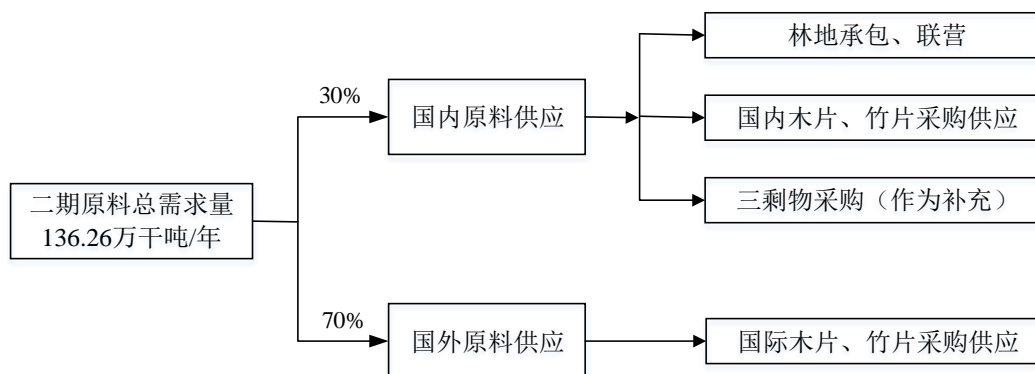 林地承包、联营
30%
国内原料供应
国内木片、竹片采购供应
三剩物采购（作为补充）
二期原料总需求量
136.26万干吨/年
70%
国外原料供应
国际木片、竹片采购供应